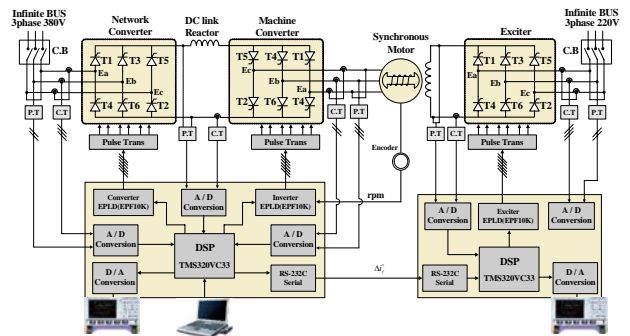 Infinite BUS
3phase 380V
Network
Converter
DC link
Reactor
Machine
Converter
Synchronous
Motor
Exciter
Infinite BUS
3phase 220V
C.B
Ea
Eb
Ec
T1 T3 T5
T4 T6 T2
T5 T4 T1
T2 T6 T4
Ec
Eb
Ea
T1 T3 T5
T4 T6 T2
Ea
Eb
Ec
C.B
P.T
C.T
P.T
C.T
C.T
P.T
P.T
C.T
C.T
P.T
Pulse Trans
Pulse Trans
Pulse Trans
Encoder
rpm
Converter
EPLD(EPF10K)
A / D
Conversion
Inverter
EPLD(EPF10K)
A / D
Conversion
DSP
TMS320VC33
A / D
Conversion
D / A
Conversion
RS-232C
Serial
Δi*f
A / D
Conversion
Exciter
EPLD(EPF10K)
A / D
Conversion
RS-232C
Serial
DSP
TMS320VC33
D / A
Conversion